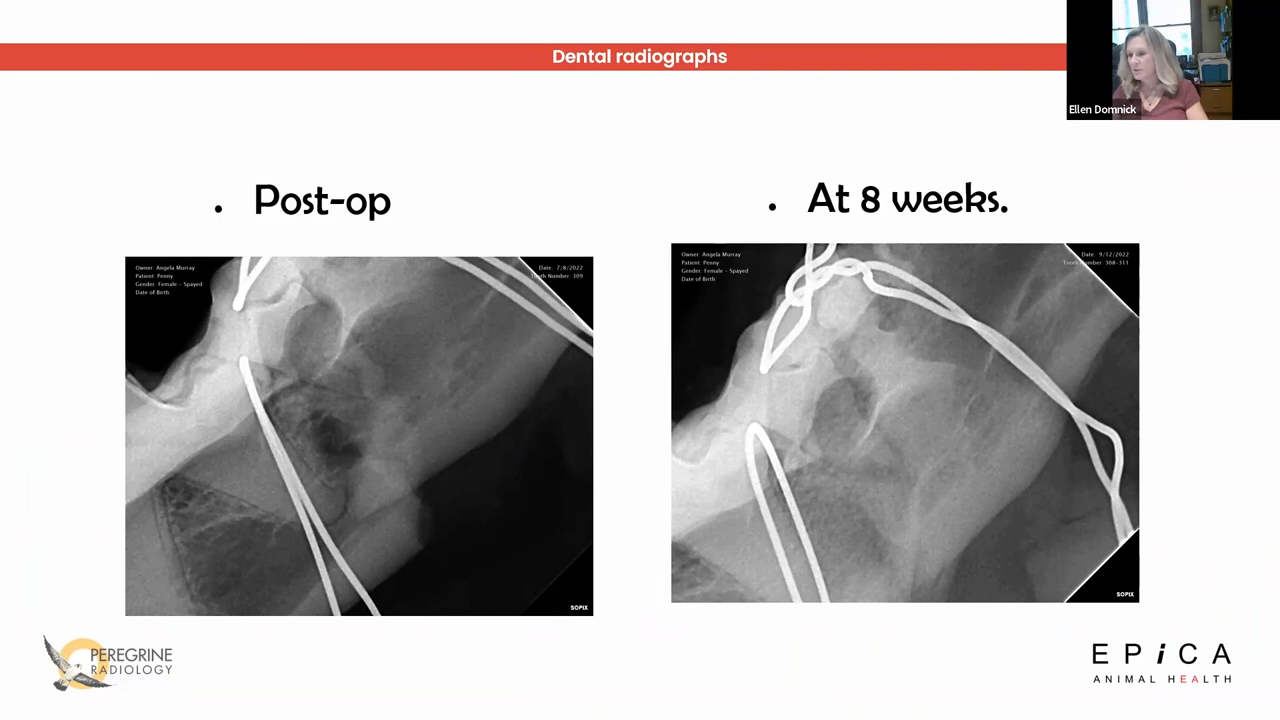 Dental radiographs
Ellen Domnick
• Post-op
• At 8 weeks.
Owner: Angela Murray
Patient: Penny
Gender: Female - Spayed
Date of Birth
Date: 7/8/2022
Tooth Number: 309
SOPIX
Owner: Angela Murray
Patient: Penny
Gender: Female - Spayed
Date of Birth
Date: 9/12/2022
Tooth Number: 308-311
SOPIX
PEREGRINE
RADIOLOGY
EPiCA
ANIMAL HEALTH